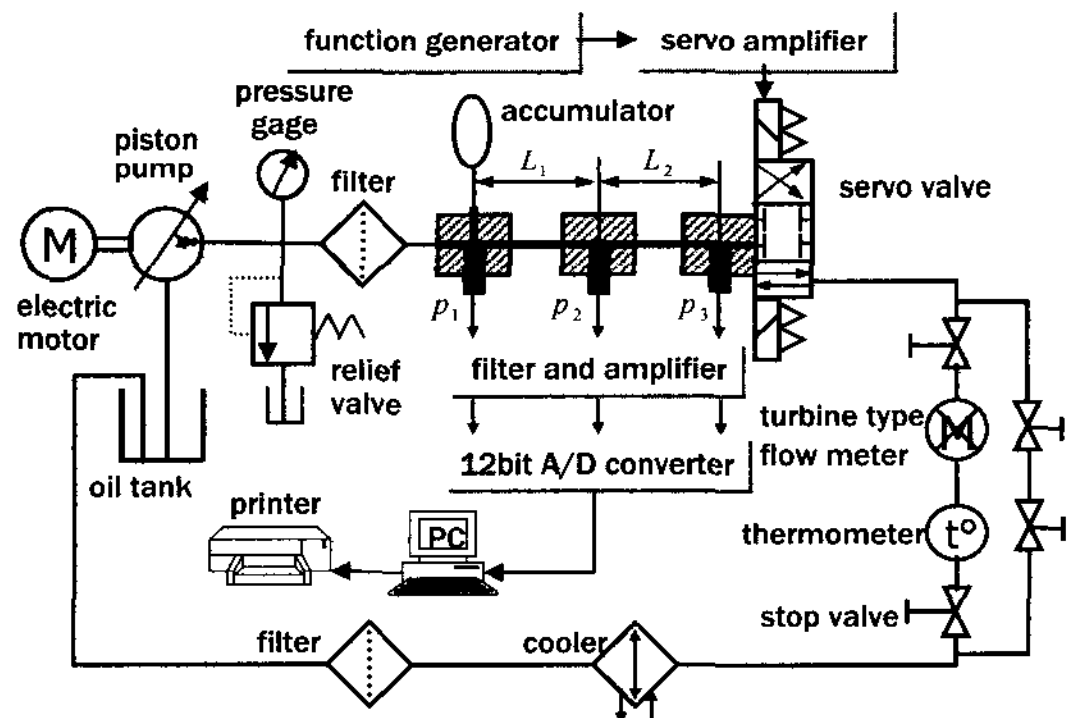 function generator
servo amplifier
pressure
gage
accumulator
piston
pump
filter
L₁
L₂
servo valve
M
electric
motor
p₁
p₂
p₃
relief
valve
filter and amplifier
turbine type
flow meter
M
12bit A/D converter
oil tank
printer
PC
thermometer
t°
stop valve
filter
cooler